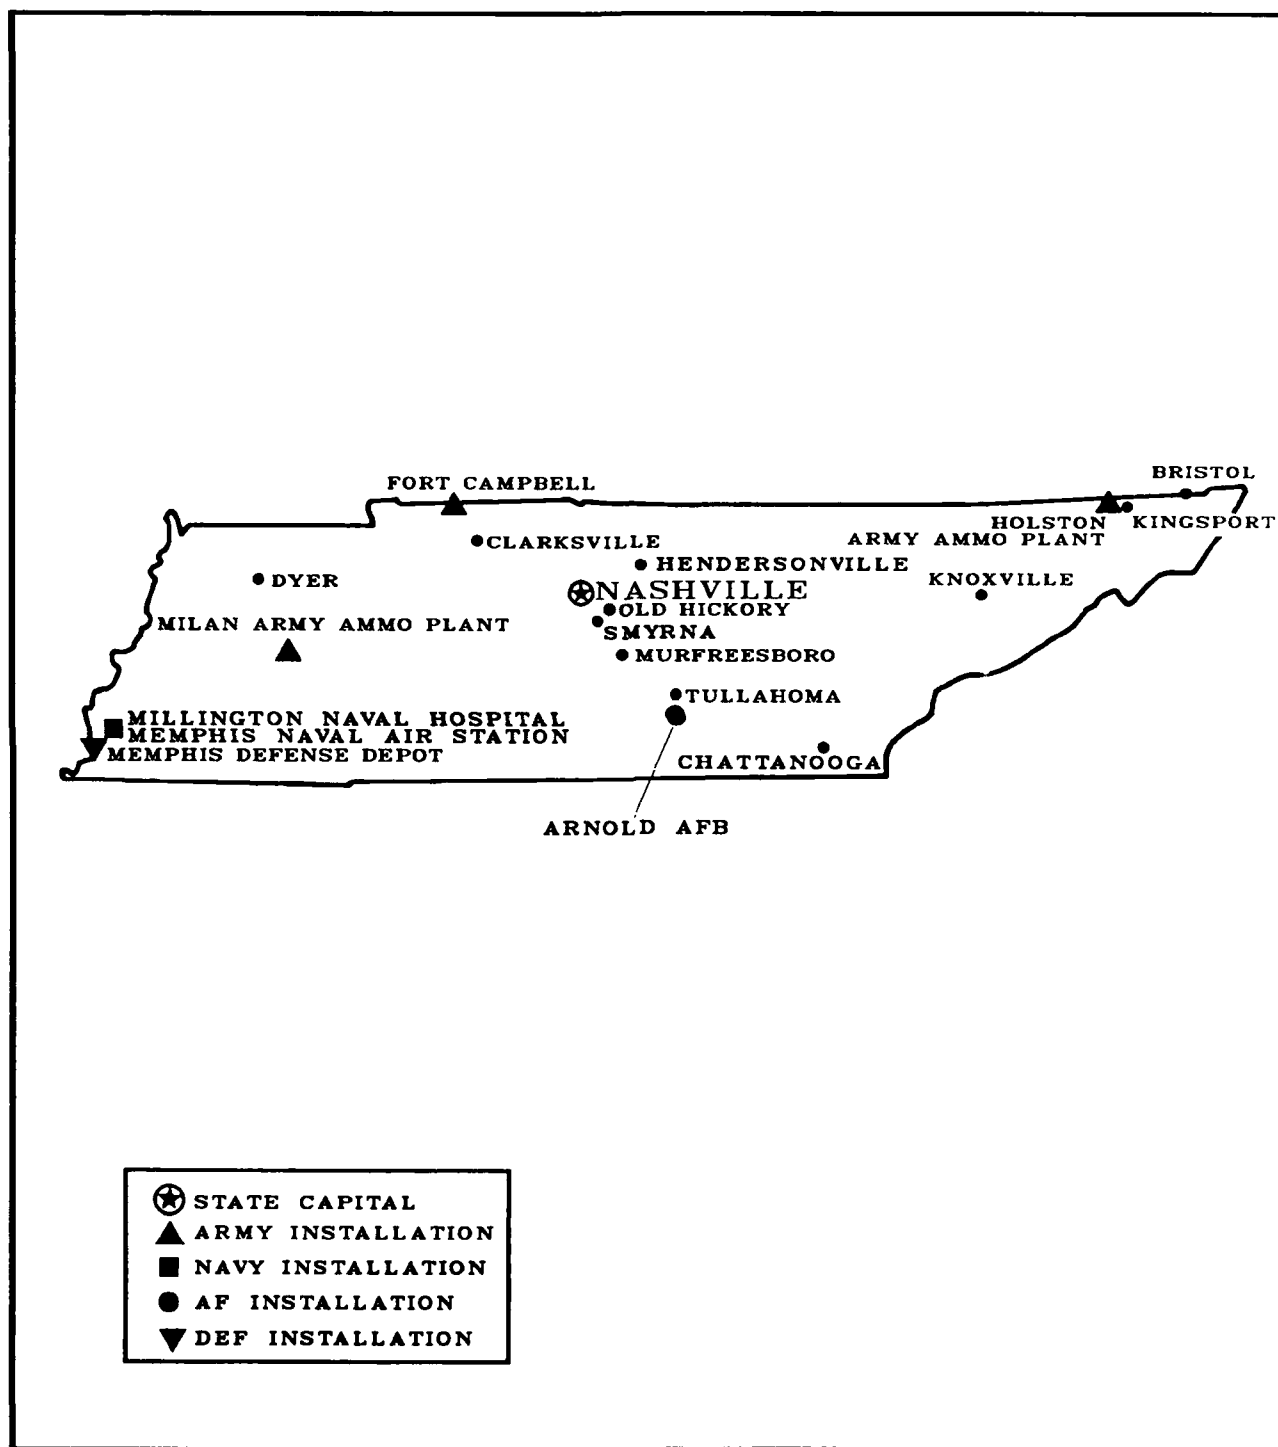 BRISTOL
FORT CAMPBELL
HOLSTON
ARMY AMMO PLANT
KINGSPORT
CLARKSVILLE
HENDERSONVILLE
KNOXVILLE
DYER
NASHVILLE
OLD HICKORY
MILAN ARMY AMMO PLANT
SMYRNA
MURFREESBORO
TULLAHOMA
MILLINGTON NAVAL HOSPITAL
MEMPHIS NAVAL AIR STATION
MEMPHIS DEFENSE DEPOT
CHATTANOOGA
ARNOLD AFB
STATE CAPITAL
ARMY INSTALLATION
NAVY INSTALLATION
AF INSTALLATION
DEF INSTALLATION